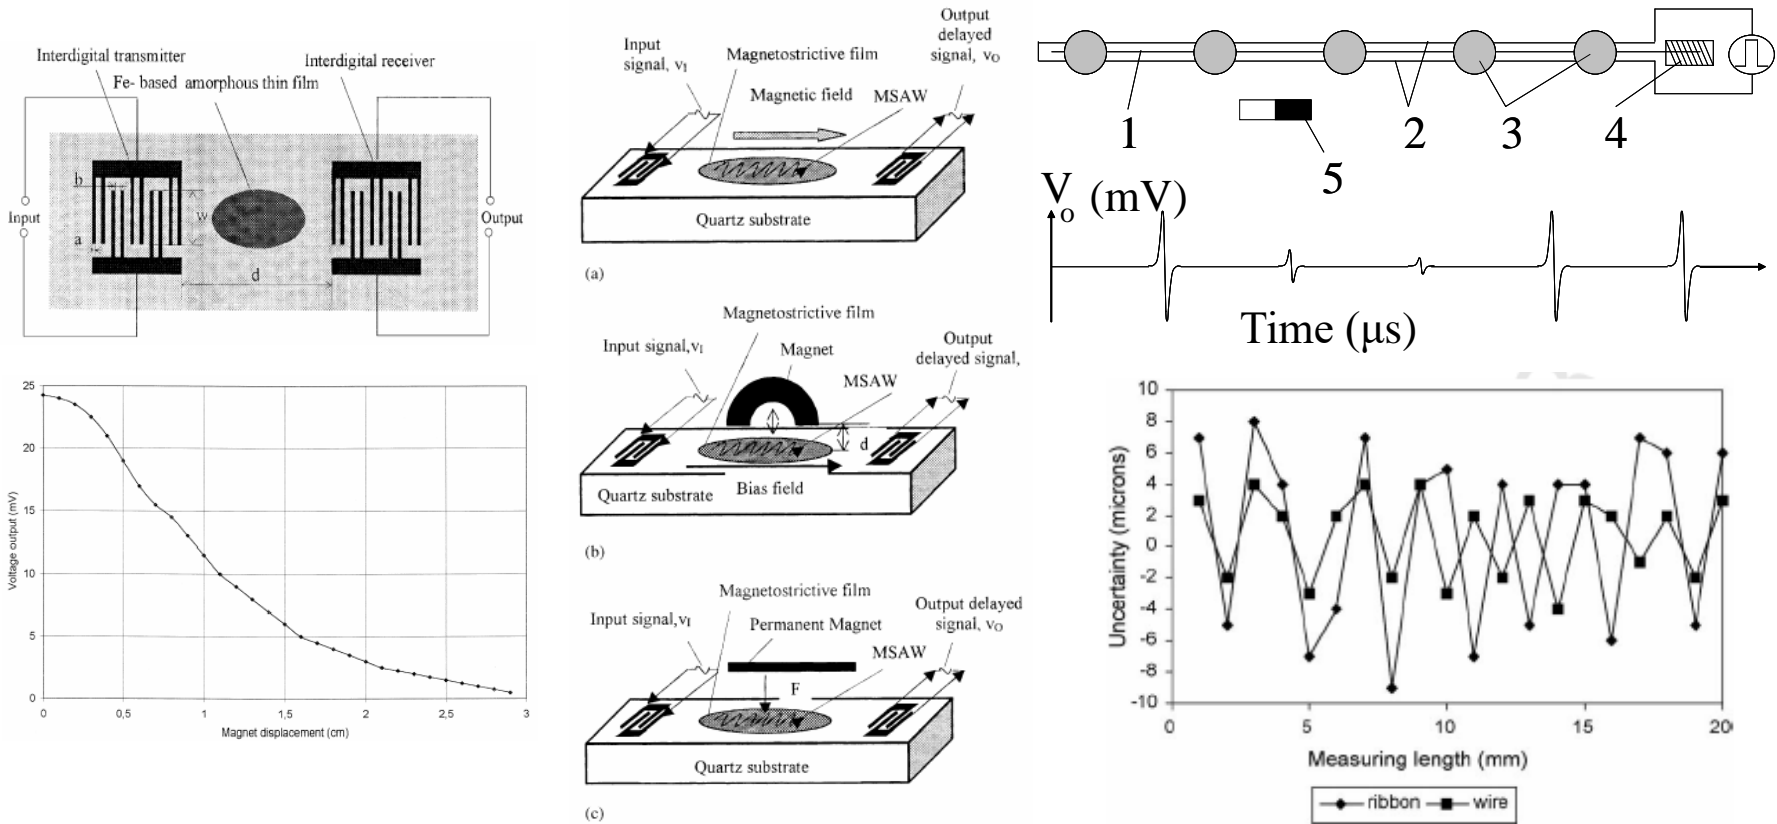 Interdigital transmitter
Interdigital receiver
Fe- based amorphous thin film
b
w
a
d
Input
Output
25
20
15
10
5
0
0
0,5
1
1,5
2
2,5
3
Voltage output (mV)
Magnet displacement (cm)
Input
signal, vI
Magnetostrictive film
Output
delayed
signal, vO
Magnetic field
MSAW
Quartz substrate
(a)
Magnetostrictive film
Input signal,vI
Magnet
Output
delayed signal,
MSAW
d
Quartz substrate
Bias field
(b)
Magnetostrictive film
Input signal,vI
Permanent Magnet
Output delayed
signal, vO
MSAW
F
Quartz substrate
(c)
1
2
3
4
5
Vo (mV)
Time (μs)
10
8
6
4
2
0
-2
-4
-6
-8
-10
0
5
10
15
20
Uncertainty (microns)
Measuring length (mm)
ribbon
wire